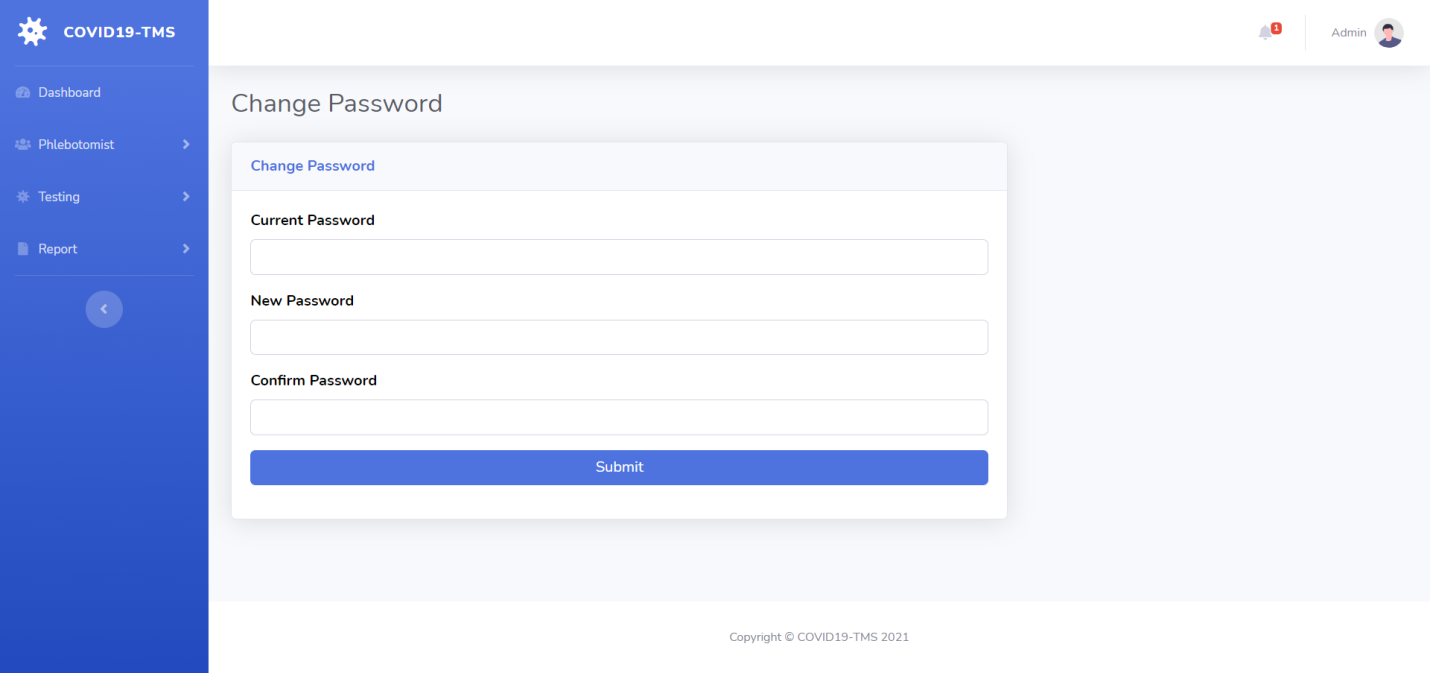 COVID19-TMS
1
Admin
Dashboard
Phlebotomist
Testing
Report
Change Password
Change Password
Current Password
New Password
Confirm Password
Submit
Copyright © COVID19-TMS 2021